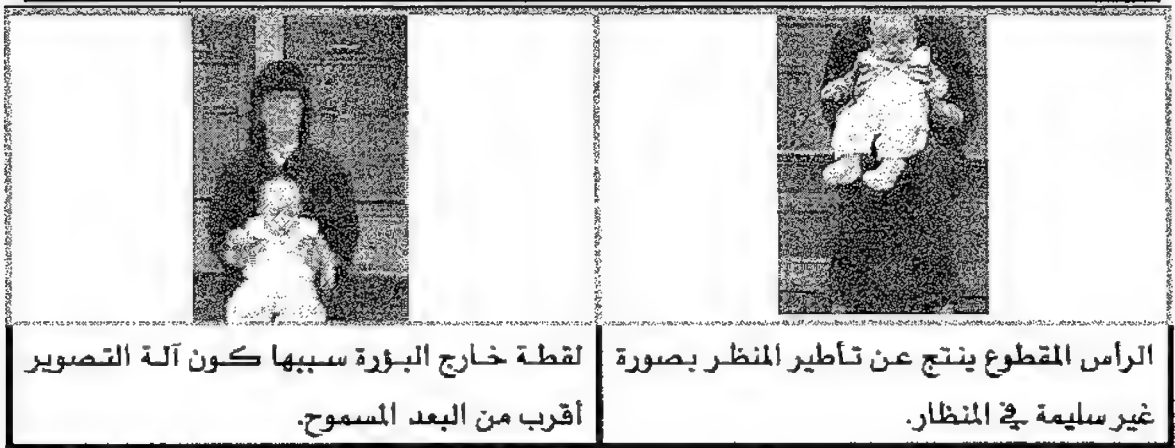 الرأس المقطوع ينتج عن تأطير المنظر بصورة
غير سليمة في المنظار.
لقطة خارج البؤرة سببها كون آلة التصوير
أقرب من البعد المسموح.